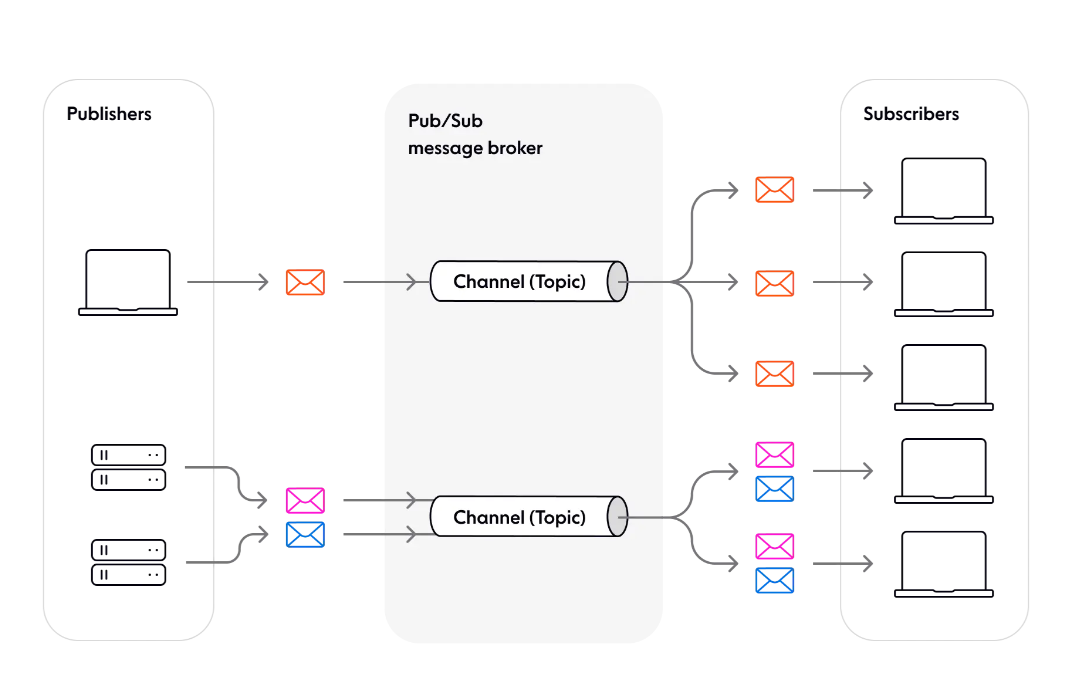 Publishers
Pub/Sub
message broker
Subscribers
Channel (Topic)
Channel (Topic)